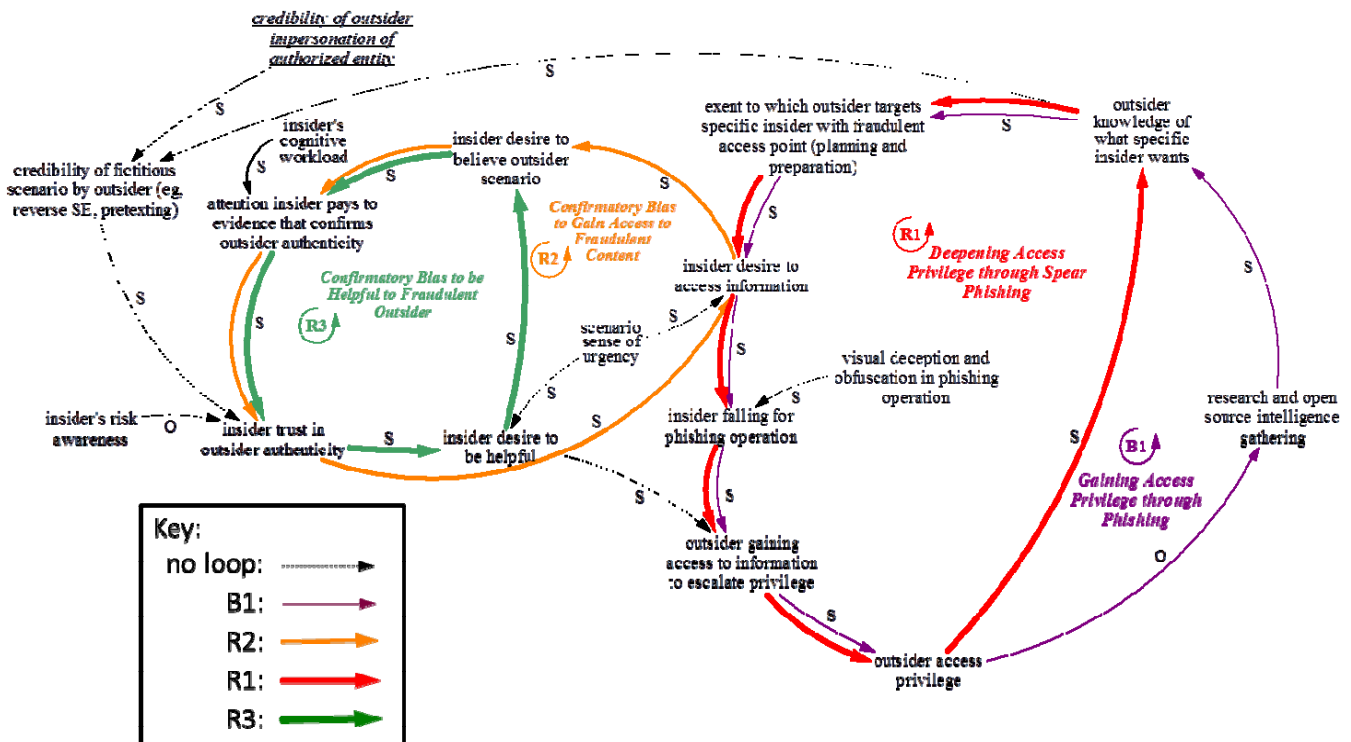 credibility of outsider
impersonation of
authorized entity
S
S
insider's
cognitive
workload
S
credibility of fictitious
scenario by outsider (eg,
reverse SE, pretexting)
attention insider pays to
evidence that confirms
outsider authenticity
insider desire to
believe outsider
scenario
S
S
exent to which outsider targets
specific insider with fraudulent
access point (planning and
preparation)
S
outsider
knowledge of
what specific
insider wants
S
Confirmatory Bias
to Gain Access to
Fraudulent
Content
R2
S
insider desire to
access information
R1
Deepening Access
Privilege through Spear
Phishing
S
Confirmatory Bias to be
Helpful to Fraudulent
Outsider
R3
S
S
S
scenario
sense of
urgency
S
S
S
visual deception and
obfuscation in phishing
operation
S
insider's risk
awareness
O
insider trust in
outsider authenticity
S
insider desire to
be helpful
S
S
insider falling for
phishing operation
S
research and open
source intelligence
gathering
S
B1
Gaining Access
Privilege through
Phishing
S
outsider gaining
access to information
to escalate privilege
O
S
outsider access
privilege
Key:
no loop:
B1:
R2:
R1:
R3: